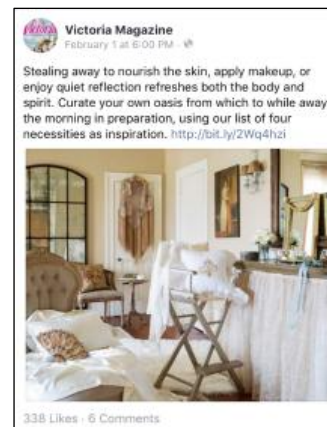 Victoria Magazine
February 1 at 6:00 PM ·
Stealing away to nourish the skin, apply makeup, or
enjoy quiet reflection refreshes both the body and
spirit. Curate your own oasis from which to while away
the morning in preparation, using our list of four
necessities as inspiration. http://bit.ly/2Wq4hzi
338 Likes · 6 Comments